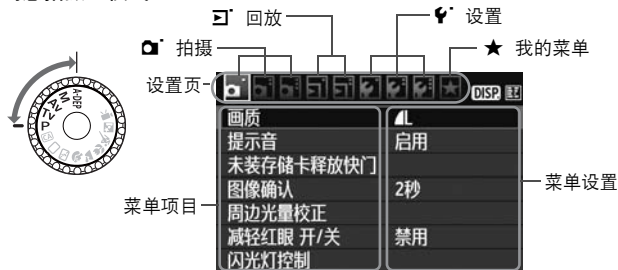 回放
设置
拍摄
★ 我的菜单
设置页
DISP.
画质 L
提示音 启用
未装存储卡释放快门
图像确认 2秒
周边光量校正
减轻红眼 开/关 禁用
闪光灯控制
菜单项目
菜单设置
A-DEP
M
Av
Tv
P